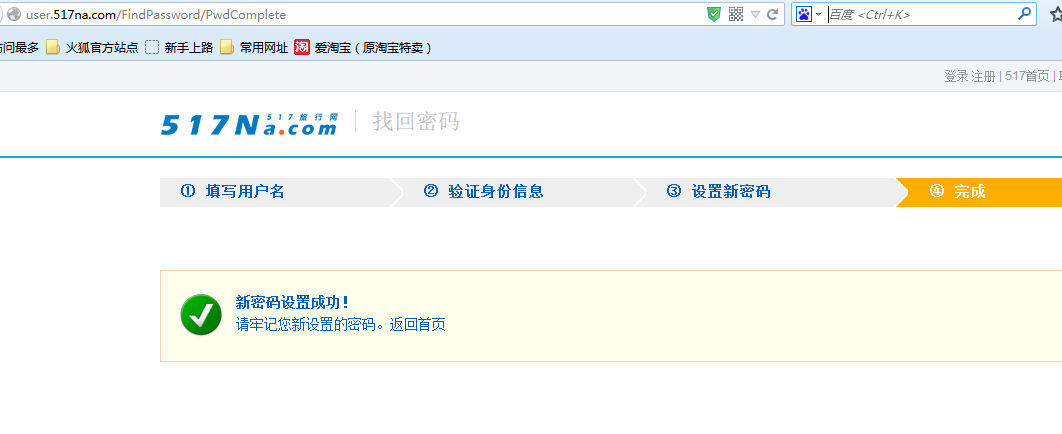 user.517na.com/FindPassword/PwdComplete
百度 <Ctrl+K>
访问最多 火狐官方站点 新手上路 常用网址 淘 爱淘宝（原淘宝特卖）
登录 注册 | 517首页 |
517Na.com 517旅行网 找回密码
① 填写用户名 ② 验证身份信息 ③ 设置新密码 ④ 完成
新密码设置成功！
请牢记您新设置的密码。返回首页